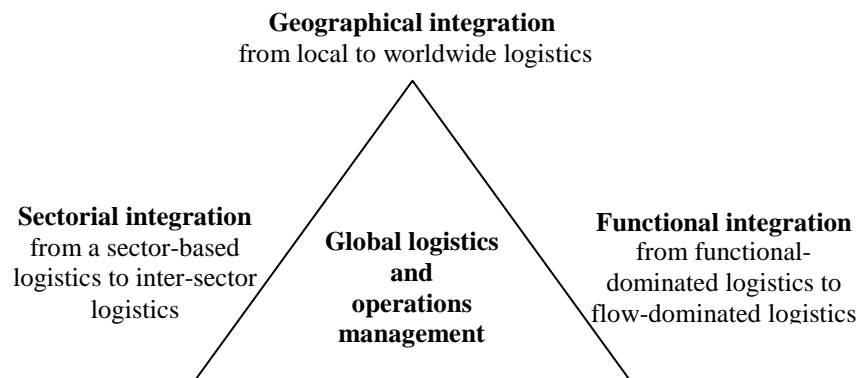 Geographical integration
from local to worldwide logistics
Sectorial integration
from a sector-based
logistics to inter-sector
logistics
Global logistics
and
operations
management
Functional integration
from functional-
dominated logistics to
flow-dominated logistics